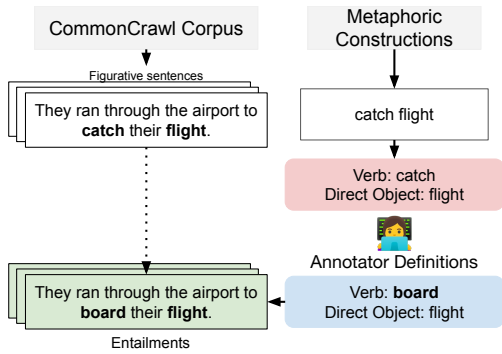 CommonCrawl Corpus
Figurative sentences
They ran through the airport to
catch their flight.
They ran through the airport to
board their flight.
Entailments
Metaphoric
Constructions
catch flight
Verb: catch
Direct Object: flight
Annotator Definitions
Verb: board
Direct Object: flight